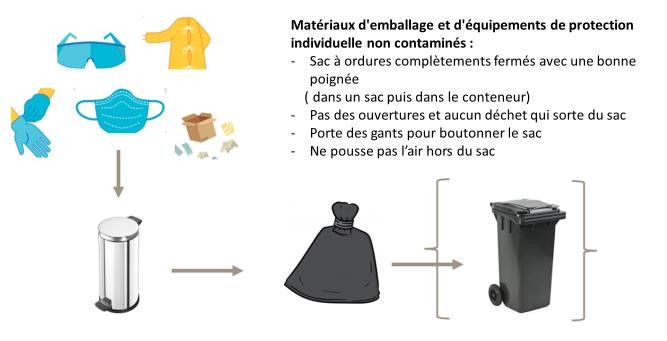 Matériaux d'emballage et d'équipements de protection
individuelle non contaminés :
- Sac à ordures complètements fermés avec une bonne
poignée
( dans un sac puis dans le conteneur)
- Pas des ouvertures et aucun déchet qui sorte du sac
- Porte des gants pour boutonner le sac
- Ne pousse pas l'air hors du sac